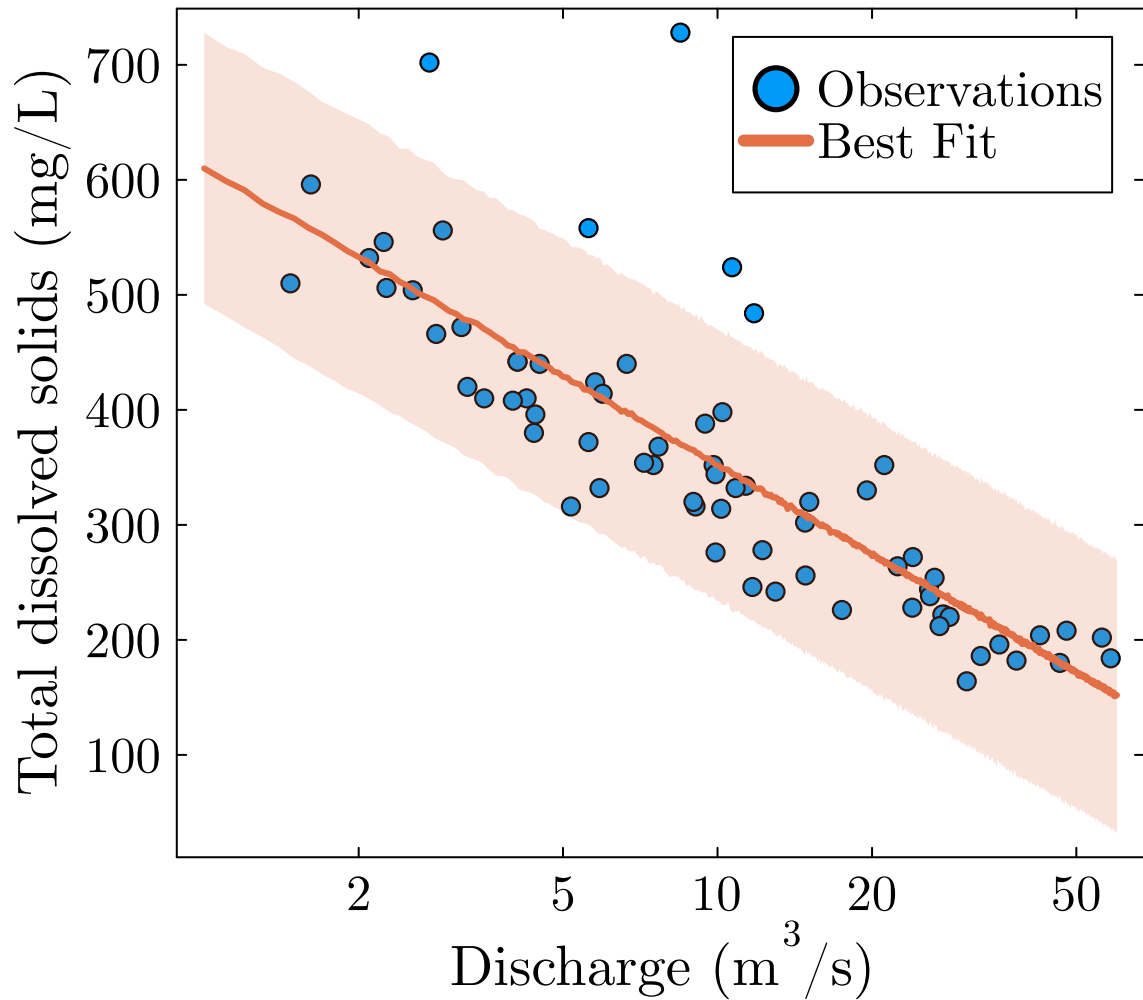 Total dissolved solids (mg/L)
700
600
500
400
300
200
100
Observations
Best Fit
2 5 10 20 50
Discharge (m³/s)